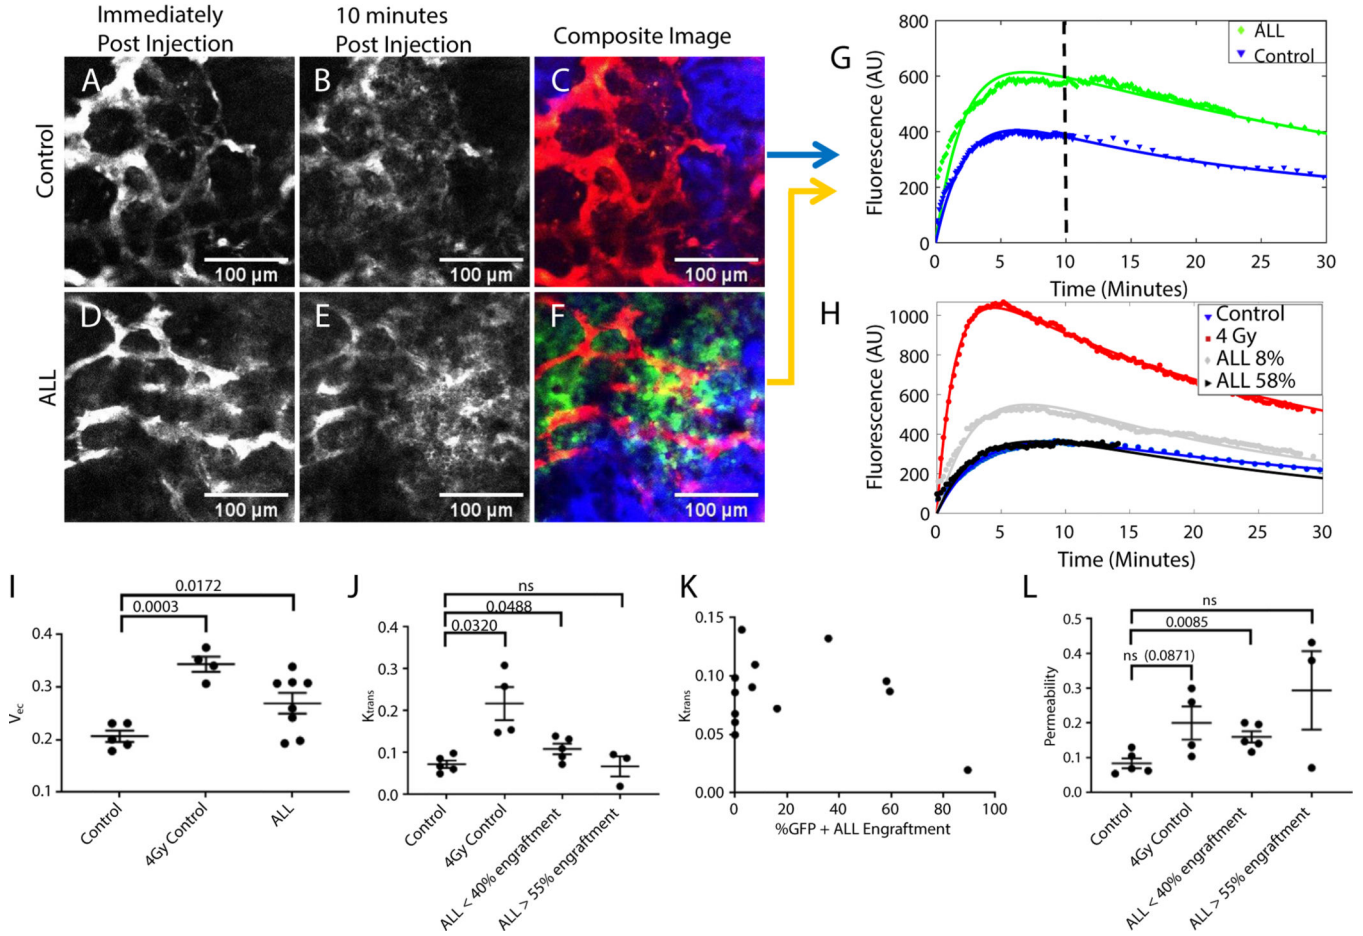 Immediately
Post Injection
10 minutes
Post Injection
Composite Image
Control
A
B
C
100 µm
100 µm
100 µm
ALL
D
E
F
100 µm
100 µm
100 µm
G
Fluorescence (AU)
800
600
400
200
0
0 5 10 15 20 25 30
Time (Minutes)
ALL
Control
H
Fluorescence (AU)
1000
800
600
400
200
0
0 5 10 15 20 25 30
Time (Minutes)
Control
4 Gy
ALL 8%
ALL 58%
I
0.0172
0.0003
Vec
0.4
0.3
0.2
0.1
Control
4Gy Control
ALL
J
ns
0.0488
0.0320
Ktrans
0.4
0.3
0.2
0.1
0.0
Control
4Gy Control
ALL < 40% engraftment
ALL > 55% engraftment
K
Ktrans
0.15
0.10
0.05
0.00
0 20 40 60 80 100
%GFP + ALL Engraftment
L
ns
0.0085
ns (0.0871)
Permeability
0.5
0.4
0.3
0.2
0.1
0.0
Control
4Gy Control
ALL < 40% engraftment
ALL > 55% engraftment